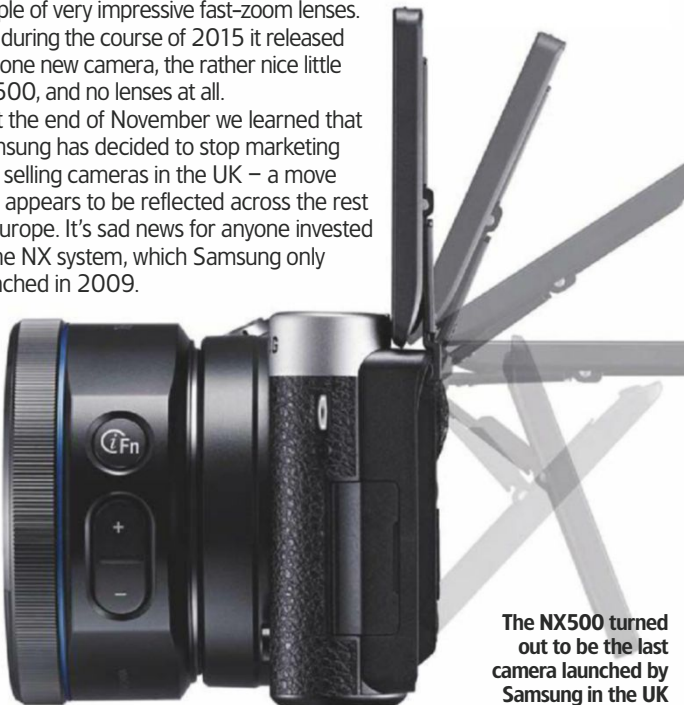 ple of very impressive fast-zoom lenses.
during the course of 2015 it released
one new camera, the rather nice little
500, and no lenses at all.
t the end of November we learned that
nsung has decided to stop marketing
selling cameras in the UK – a move
appears to be reflected across the rest
urope. It's sad news for anyone invested
ne NX system, which Samsung only
nched in 2009.
G
iFn
+
–
The NX500 turned
out to be the last
camera launched by
Samsung in the UK